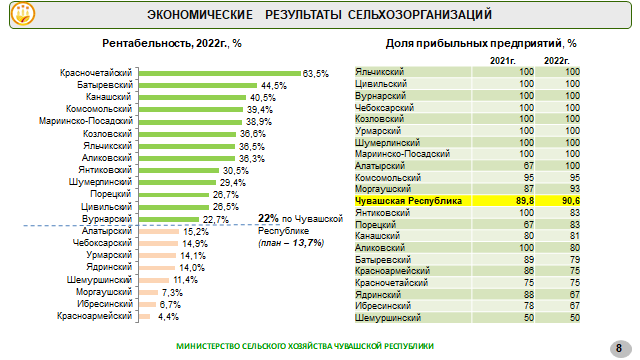 ЭКОНОМИЧЕСКИЕ РЕЗУЛЬТАТЫ СЕЛЬХОЗОРГАНИЗАЦИЙ
Рентабельность, 2022г., %
Красночетайский 63,5%
Батыревский 44,5%
Канашский 40,5%
Комсомольский 39,4%
Мариинско-Посадский 38,9%
Козловский 36,6%
Яльчикский 36,5%
Аликовский 36,3%
Янтиковский 30,5%
Шумерлинский 29,4%
Порецкий 26,7%
Цивильский 26,5%
Вурнарский 22,7%
Алатырский 15,2%
Чебоксарский 14,9%
Урмарский 14,1%
Ядринский 14,0%
Шемуршинский 11,4%
Моргаушский 7,3%
Ибресинский 6,7%
Красноармейский 4,4%
22% по Чувашской
Республике
(план – 13,7%)
Доля прибыльных предприятий, %
2021г. 2022г.
Яльчикский 100 100
Цивильский 100 100
Вурнарский 100 100
Чебоксарский 100 100
Козловский 100 100
Урмарский 100 100
Шумерлинский 100 100
Мариинско-Посадский 100 100
Алатырский 67 100
Комсомольский 95 95
Моргаушский 87 93
Чувашская Республика 89,8 90,6
Янтиковский 100 83
Порецкий 67 83
Канашский 80 81
Аликовский 100 80
Батыревский 89 79
Красноармейский 86 75
Красночетайский 75 75
Ядринский 88 67
Ибресинский 78 67
Шемуршинский 50 50
МИНИСТЕРСТВО СЕЛЬСКОГО ХОЗЯЙСТВА ЧУВАШСКОЙ РЕСПУБЛИКИ
8